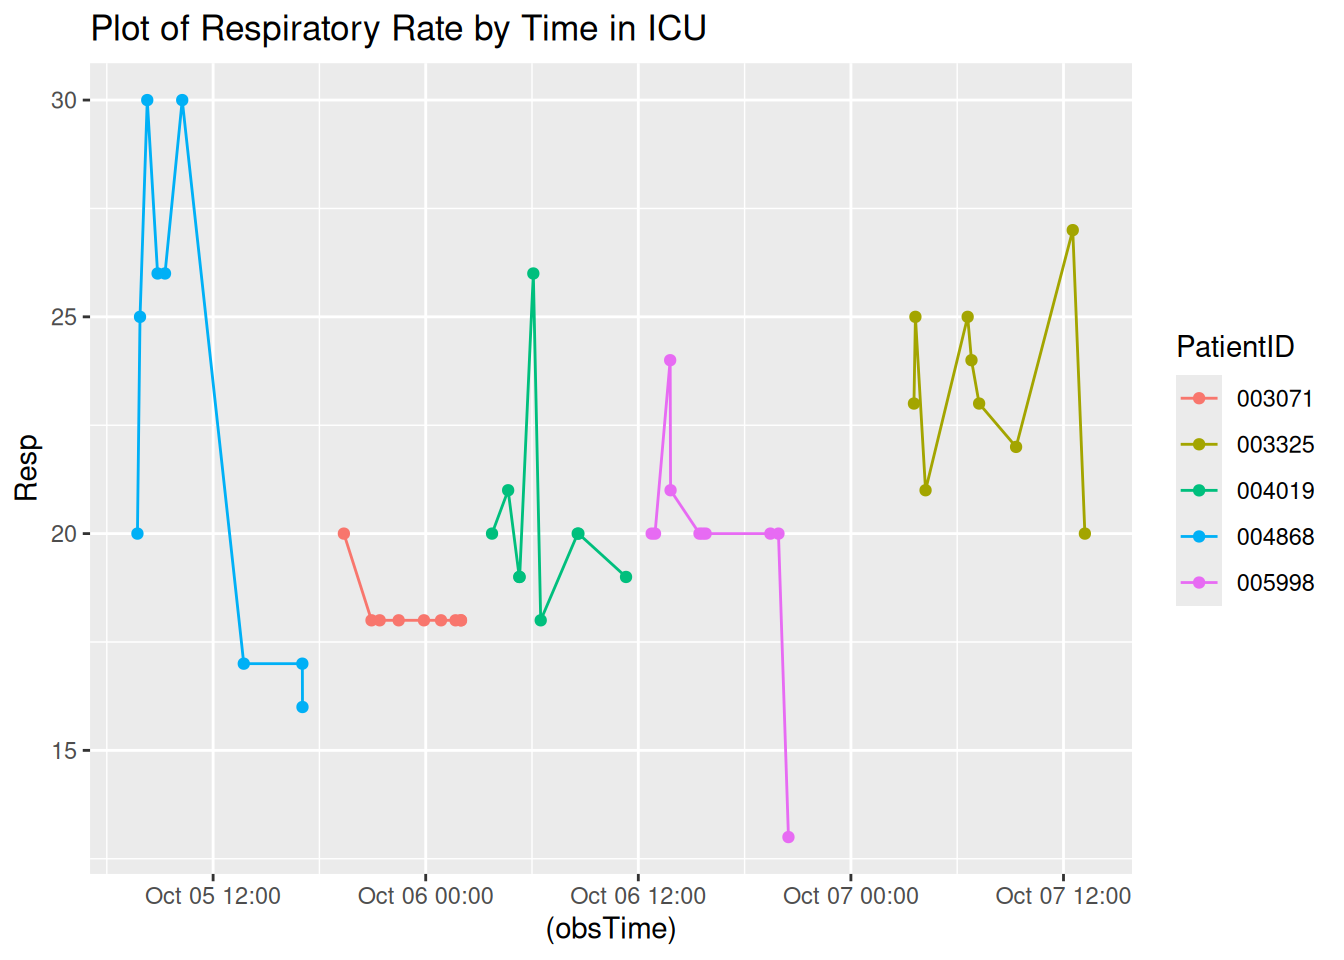 Plot of Respiratory Rate by Time in ICU
30
25
20
15
Resp
Oct 05 12:00
Oct 06 00:00
Oct 06 12:00
Oct 07 00:00
Oct 07 12:00
(obsTime)
PatientID
003071
003325
004019
004868
005998